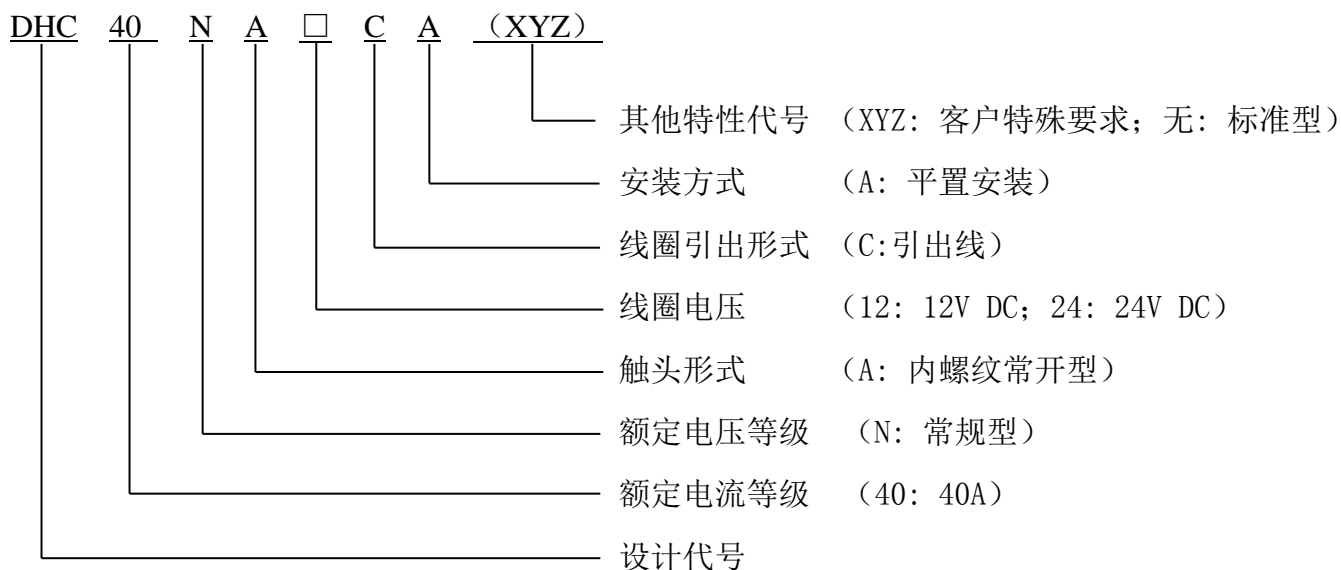 DHC 40 N A □ C A （XYZ）
其他特性代号 （XYZ: 客户特殊要求；无: 标准型）
安装方式 （A: 平置安装）
线圈引出形式 （C:引出线）
线圈电压 （12: 12V DC；24: 24V DC）
触头形式 （A: 内螺纹常开型）
额定电压等级 （N: 常规型）
额定电流等级 （40: 40A）
设计代号